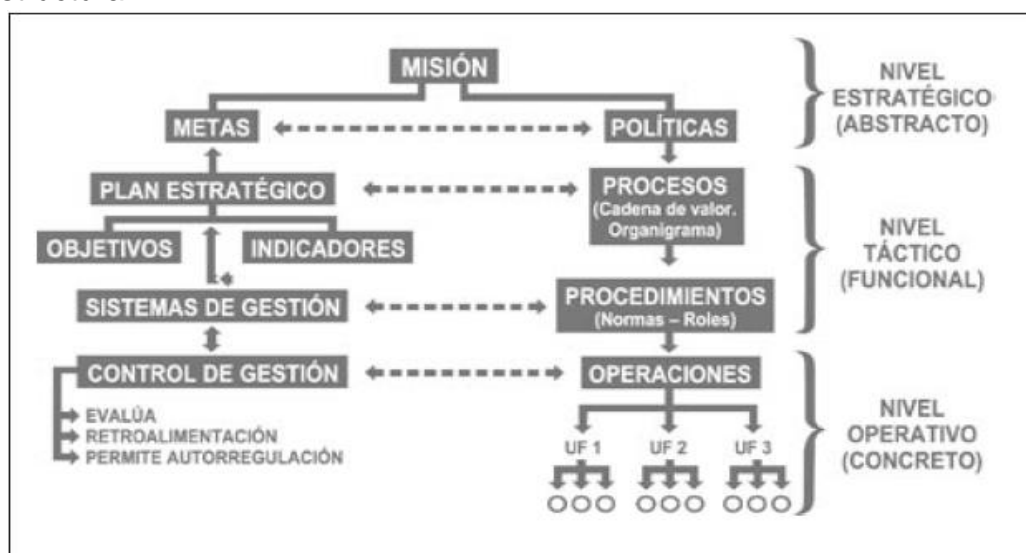 MISIÓN
METAS
POLÍTICAS
NIVEL
ESTRATÉGICO
(ABSTRACTO)
PLAN ESTRATÉGICO
OBJETIVOS
INDICADORES
PROCESOS
(Cadena de valor.
Organigrama)
SISTEMAS DE GESTIÓN
PROCEDIMIENTOS
(Normas – Roles)
NIVEL
TÁCTICO
(FUNCIONAL)
CONTROL DE GESTIÓN
EVALÚA
RETROALIMENTACIÓN
PERMITE AUTORREGULACIÓN
OPERACIONES
UF 1
UF 2
UF 3
NIVEL
OPERATIVO
(CONCRETO)